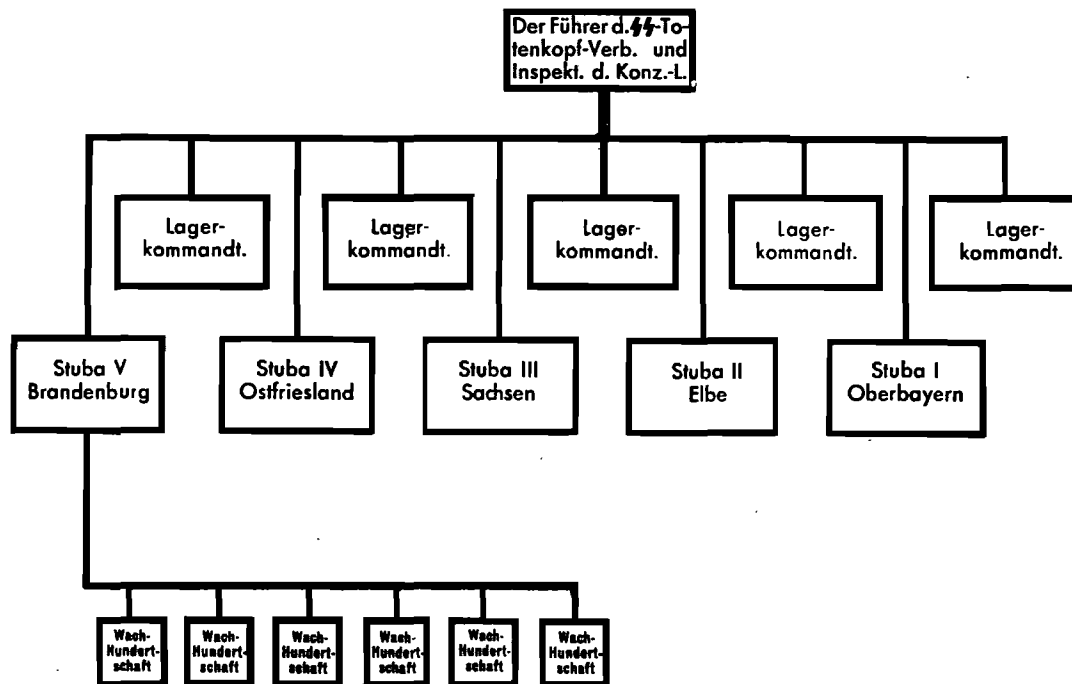 Der Führer d.ᛋᛋ-To-
tenkopf-Verb. und
Inspekt. d. Konz.-L.
Lager-
kommandt.
Lager-
kommandt.
Lager-
kommandt.
Lager-
kommandt.
Lager-
kommandt.
Stuba V
Brandenburg
Stuba IV
Ostfriesland
Stuba III
Sachsen
Stuba II
Elbe
Stuba I
Oberbayern
Wach-
Hundert-
schaft
Wach-
Hundert-
schaft
Wach-
Hundert-
schaft
Wach-
Hundert-
schaft
Wach-
Hundert-
schaft
Wach-
Hundert-
schaft